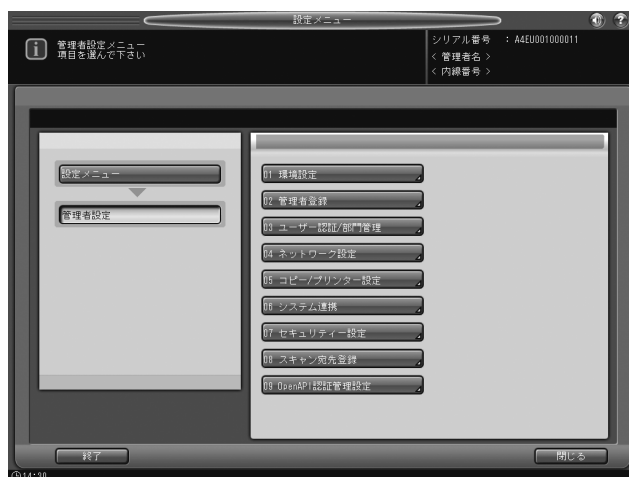 設定メニュー
管理者設定メニュー
項目を選んで下さい
シリアル番号 : A4EU001000011
< 管理者名 >
< 内線番号 >
設定メニュー
管理者設定
01 環境設定
02 管理者登録
03 ユーザー認証/部門管理
04 ネットワーク設定
05 コピー/プリンター設定
06 システム連携
07 セキュリティー設定
08 スキャン宛先登録
09 OpenAPI認証管理設定
終了
閉じる